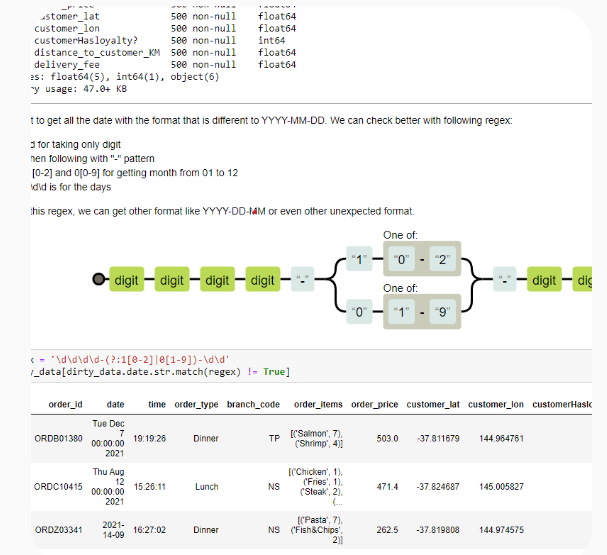 ustomer_lat 500 non-null float64
customer_lon 500 non-null float64
customerHasloyalty? 500 non-null int64
distance_to_customer_KM 500 non-null float64
delivery_fee 500 non-null float64
es: float64(5), int64(1), object(6)
ry usage: 47.0+ KB
t to get all the date with the format that is different to YYYY-MM-DD. We can check better with following regex:
d for taking only digit
hen following with "-" pattern
[0-2] and 0[0-9] for getting month from 01 to 12
\d\d is for the days
this regex, we can get other format like YYYY-DD-MM or even other unexpected format.
One of:
"1" "0" - "2"
digit digit digit digit "-" "-" digit dig
One of:
"0" "1" - "9"
x = '\d\d\d\d-(?:1[0-2]|0[1-9])-\d\d'
y_data[dirty_data.date.str.match(regex) != True]
order_id date time order_type branch_code order_items order_price customer_lat customer_lon customerHaslo
Tue Dec
7
ORDB01380 00:00:00 19:19:26 Dinner TP [('Salmon', 7), ('Shrimp', 4)] 503.0 -37.811679 144.964761
2021
Thu Aug
12
ORDC10415 00:00:00 15:26:11 Lunch NS [('Chicken', 1), ('Fries', 1), ('Steak', 2), (... 471.4 -37.824687 145.005827
2021
ORDZ03341 2021-14-09 16:27:02 Dinner NS [('Pasta', 7), ('Fish&Chips', 2)] 262.5 -37.819808 144.974575